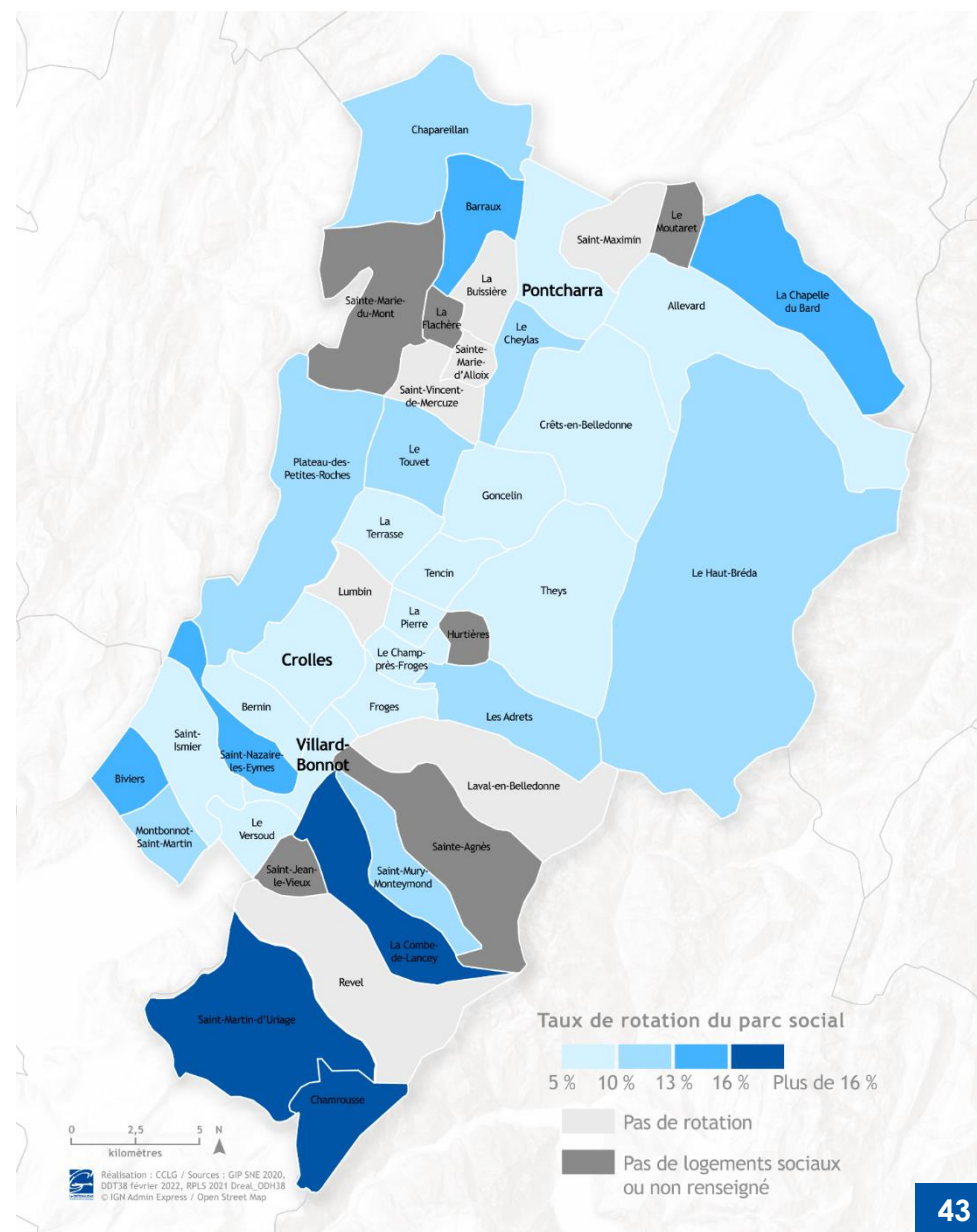 Chapareillan
Barraux
Le
Moutaret
Saint-Maximin
La
Buissière
Pontcharra
La Chapelle
du Bard
Sainte-Marie-
du-Mont
La
Flachère
Allevard
Le
Cheylas
Sainte-
Marie-
d'Alloix
Saint-Vincent-
de-Mercuze
Crêts-en-Belledonne
Le
Touvet
Plateau-des-
Petites-Roches
Goncelin
La
Terrasse
Tencin
Le Haut-Bréda
Lumbin
Theys
La
Pierre
Hurtières
Crolles
Le Champ-
près-Froges
Bernin
Froges
Les Adrets
Saint-
Ismier
Villard-
Bonnot
Saint-Nazaire-
les-Eymes
Biviers
Laval-en-Belledonne
Le
Versoud
Montbonnot-
Saint-Martin
Sainte-Agnès
Saint-Jean-
le-Vieux
Saint-Mury-
Monteymond
La Combe-
de-Lancey
Revel
Saint-Martin-d'Uriage
Chamrousse
Taux de rotation du parc social
5 % 10 % 13 % 16 % Plus de 16 %
Pas de rotation
Pas de logements sociaux
ou non renseigné
0 2,5 5 N
kilomètres
Réalisation : CCLG / Sources : GIP SNE 2020,
DDT38 février 2022, RPLS 2021 Dreal_ODH38
© IGN Admin Express / Open Street Map
43